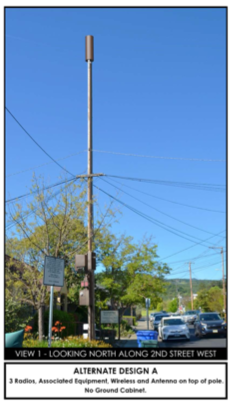 VIEW 1 - LOOKING NORTH ALONG 2ND STREET WEST
ALTERNATE DESIGN A
3 Radios, Associated Equipment, Wireless and Antenna on top of pole.
No Ground Cabinet.